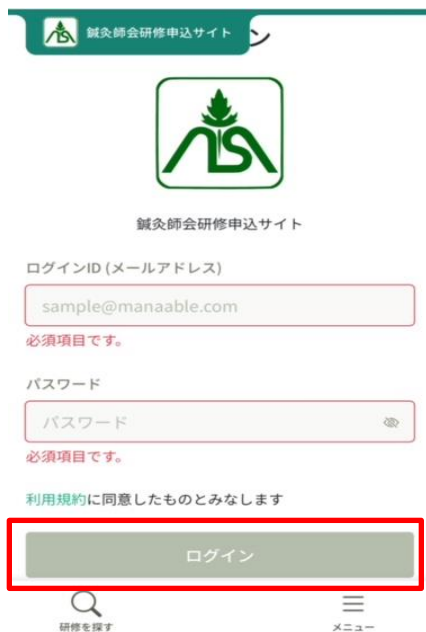 鍼灸師会研修申込サイト
ン
鍼灸師会研修申込サイト
ログインID (メールアドレス)
sample@manaable.com
必須項目です。
パスワード
パスワード
必須項目です。
利用規約に同意したものとみなします
ログイン
研修を探す
メニュー